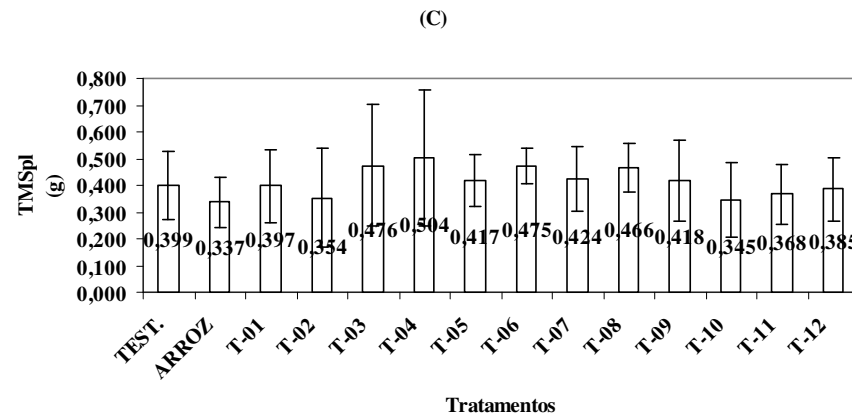 (C)
TMSpl
(g)
0,800
0,700
0,600
0,500
0,400
0,300
0,200
0,100
0,000
0,399 0,337 0,397 0,354 0,476 0,504 0,417 0,475 0,424 0,466 0,418 0,345 0,368 0,385
TEST. ARROZ T-01 T-02 T-03 T-04 T-05 T-06 T-07 T-08 T-09 T-10 T-11 T-12
Tratamentos